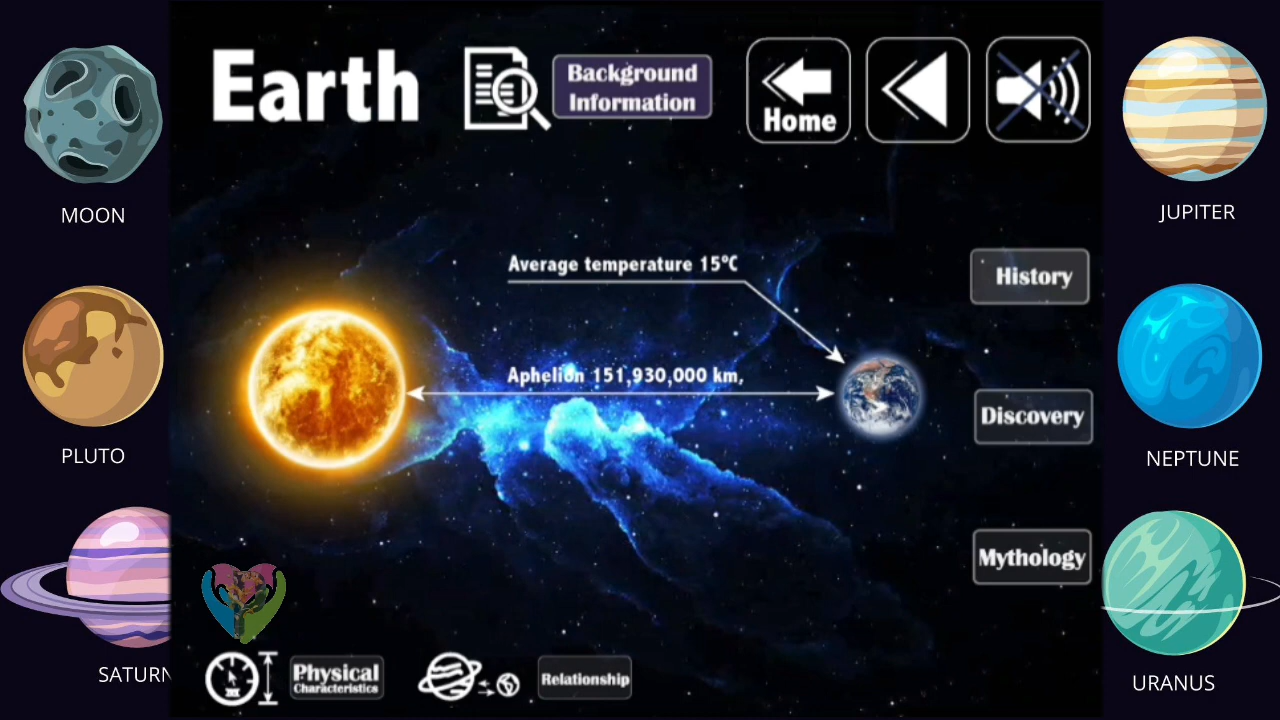 Earth
Background
Information
Home
MOON
JUPITER
Average temperature 15°C
History
Aphelion 151,930,000 km,
Discovery
PLUTO
NEPTUNE
Mythology
SATURN
Physical
Characteristics
Relationship
URANUS